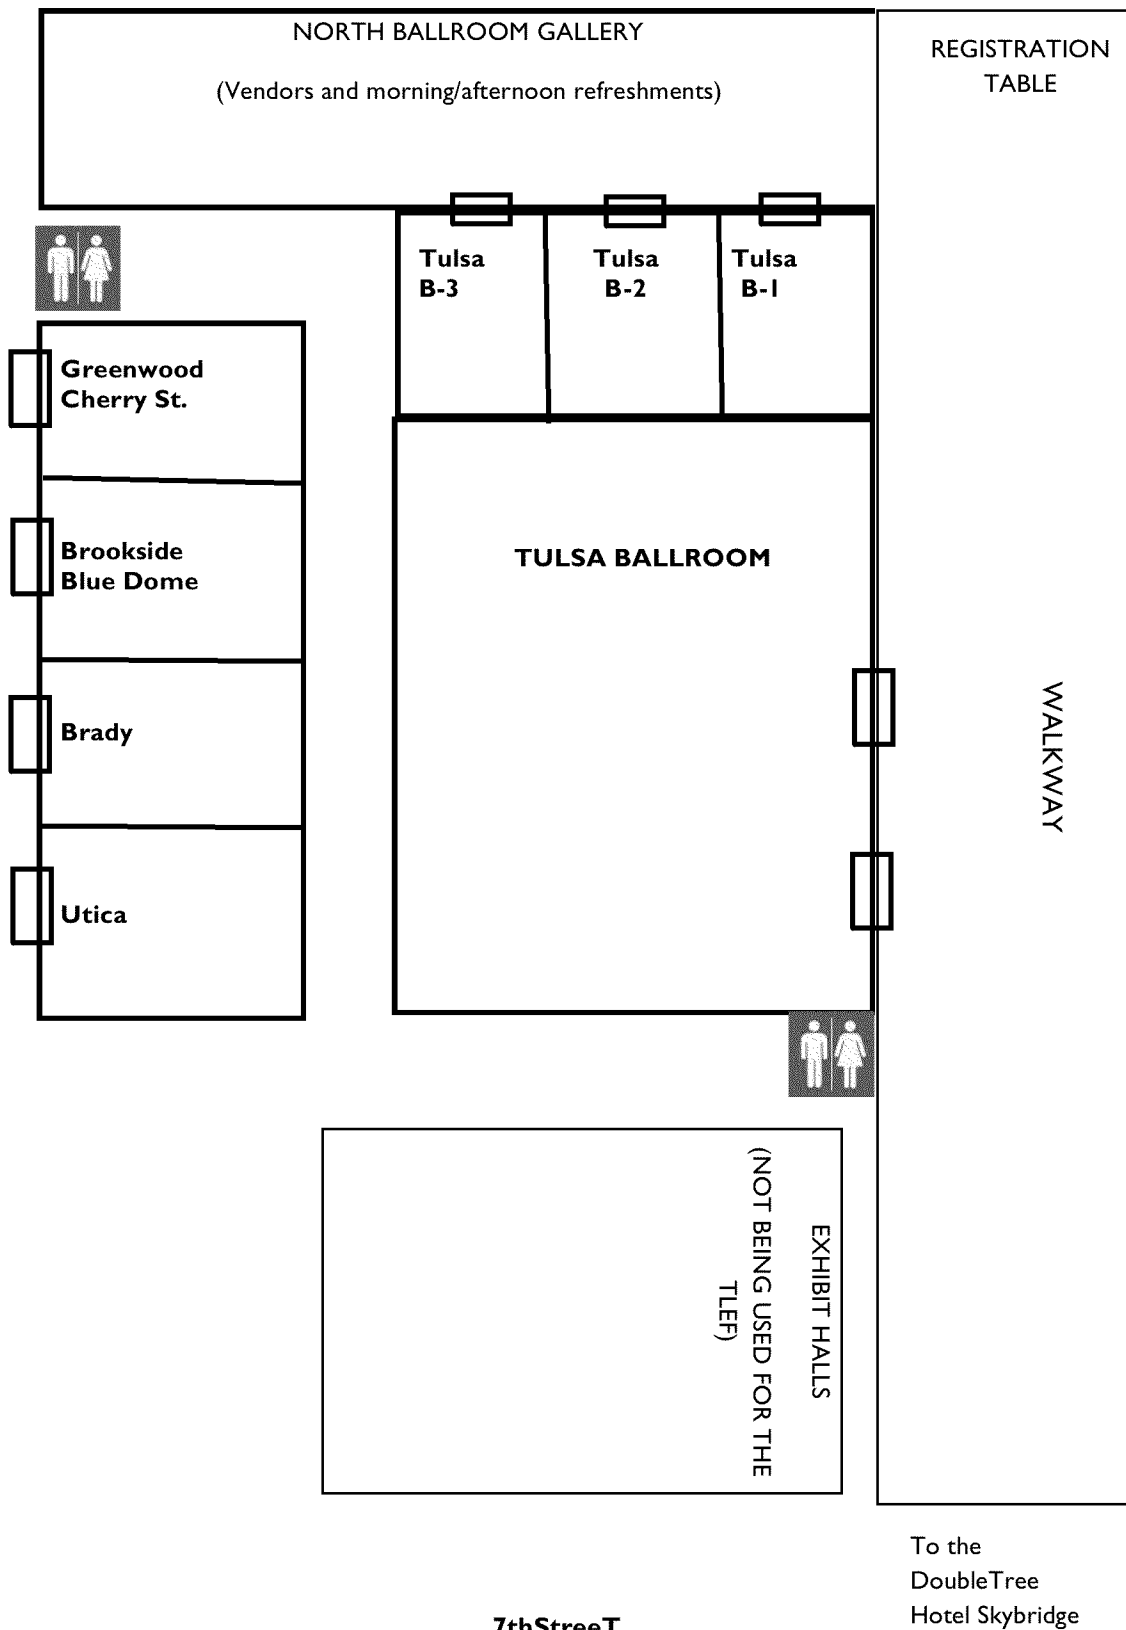 NORTH BALLROOM GALLERY
(Vendors and morning/afternoon refreshments)
REGISTRATION
TABLE
Tulsa
B-3
Tulsa
B-2
Tulsa
B-1
Greenwood
Cherry St.
Brookside
Blue Dome
Brady
Utica
TULSA BALLROOM
WALKWAY
EXHIBIT HALLS
(NOT BEING USED FOR THE
TLEF)
To the
DoubleTree
Hotel Skybridge
7thStreeT